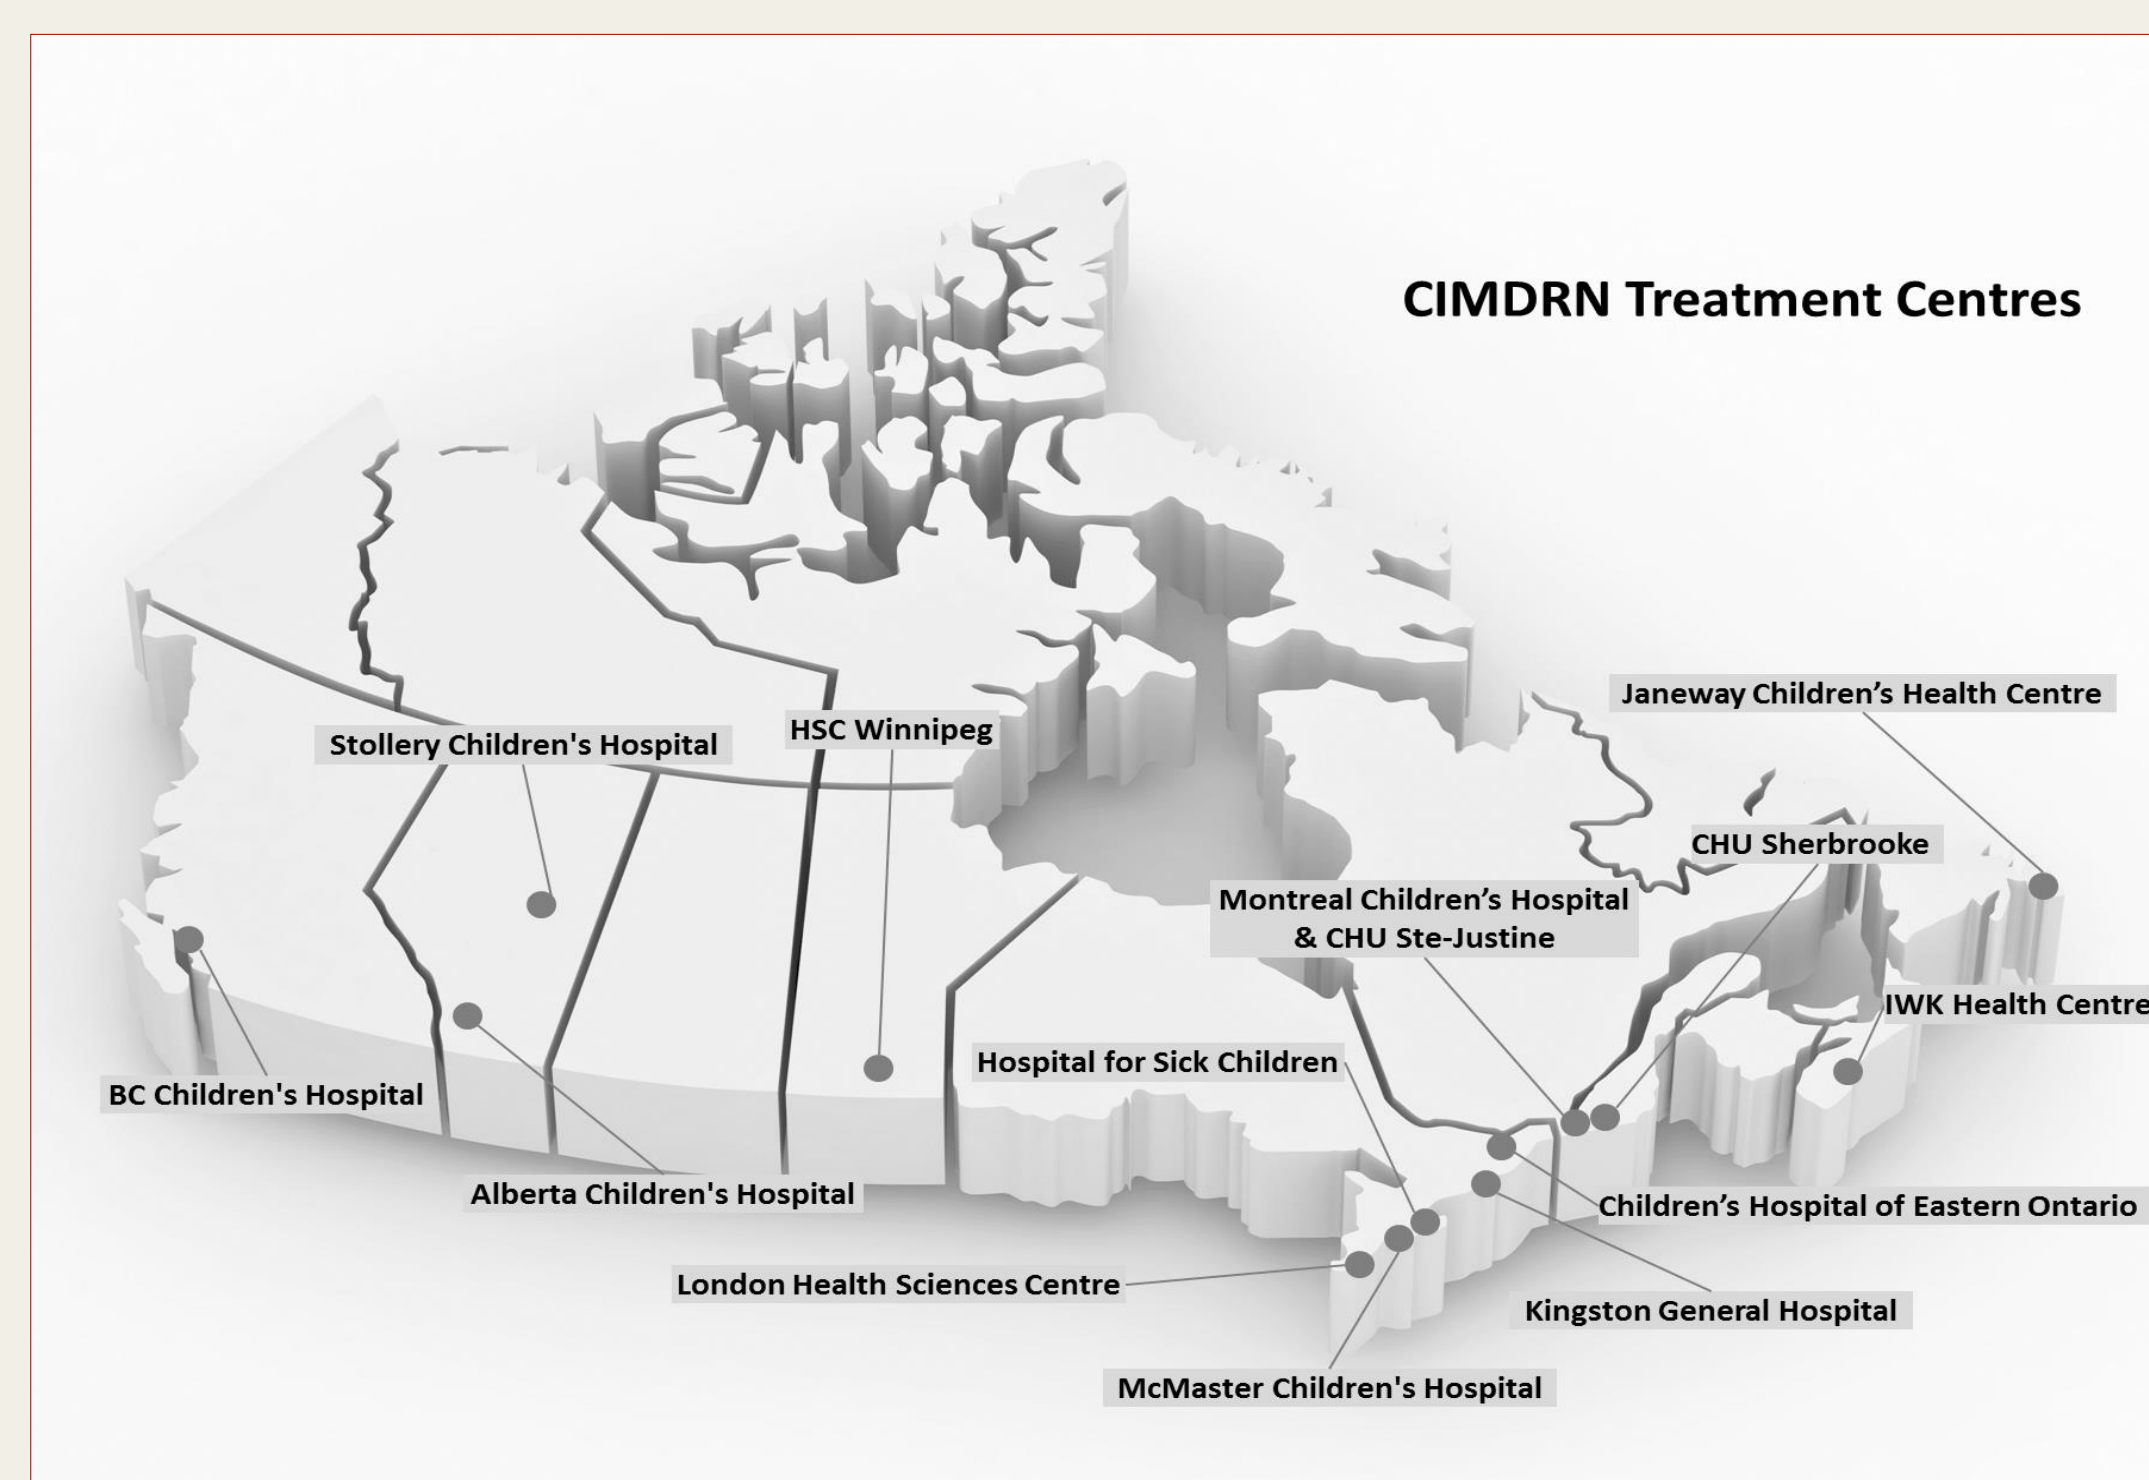 CIMDRN Treatment Centres
Janeway Children’s Health Centre
Stollery Children's Hospital
HSC Winnipeg
CHU Sherbrooke
Montreal Children’s Hospital
& CHU Ste-Justine
IWK Health Centre
Hospital for Sick Children
BC Children's Hospital
Alberta Children's Hospital
Children’s Hospital of Eastern Ontario
London Health Sciences Centre
Kingston General Hospital
McMaster Children's Hospital